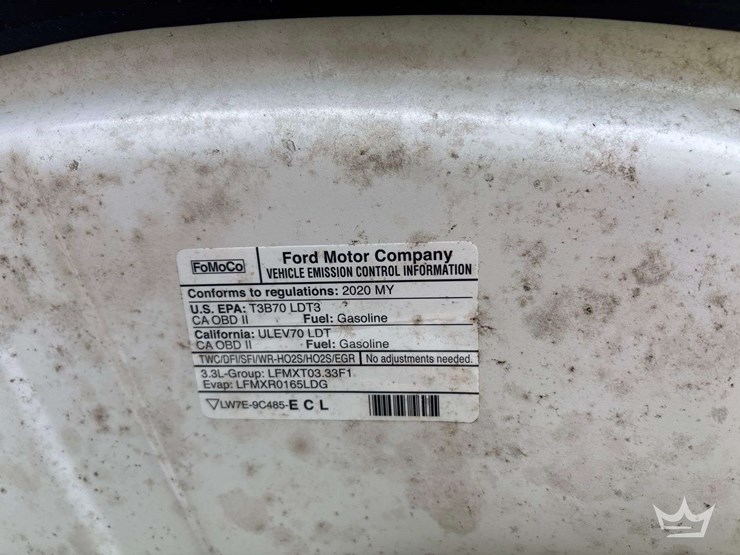 FoMoCo
Ford Motor Company
VEHICLE EMISSION CONTROL INFORMATION
Conforms to regulations: 2020 MY
U.S. EPA: T3B70 LDT3
CA OBD II Fuel: Gasoline
California: ULEV70 LDT
CA OBD II Fuel: Gasoline
TWC/DFI/SFI/WR-HO2S/HO2S/EGR No adjustments needed.
3.3L-Group: LFMXT03.33F1
Evap: LFMXR0165LDG
LW7E-9C485-E C L